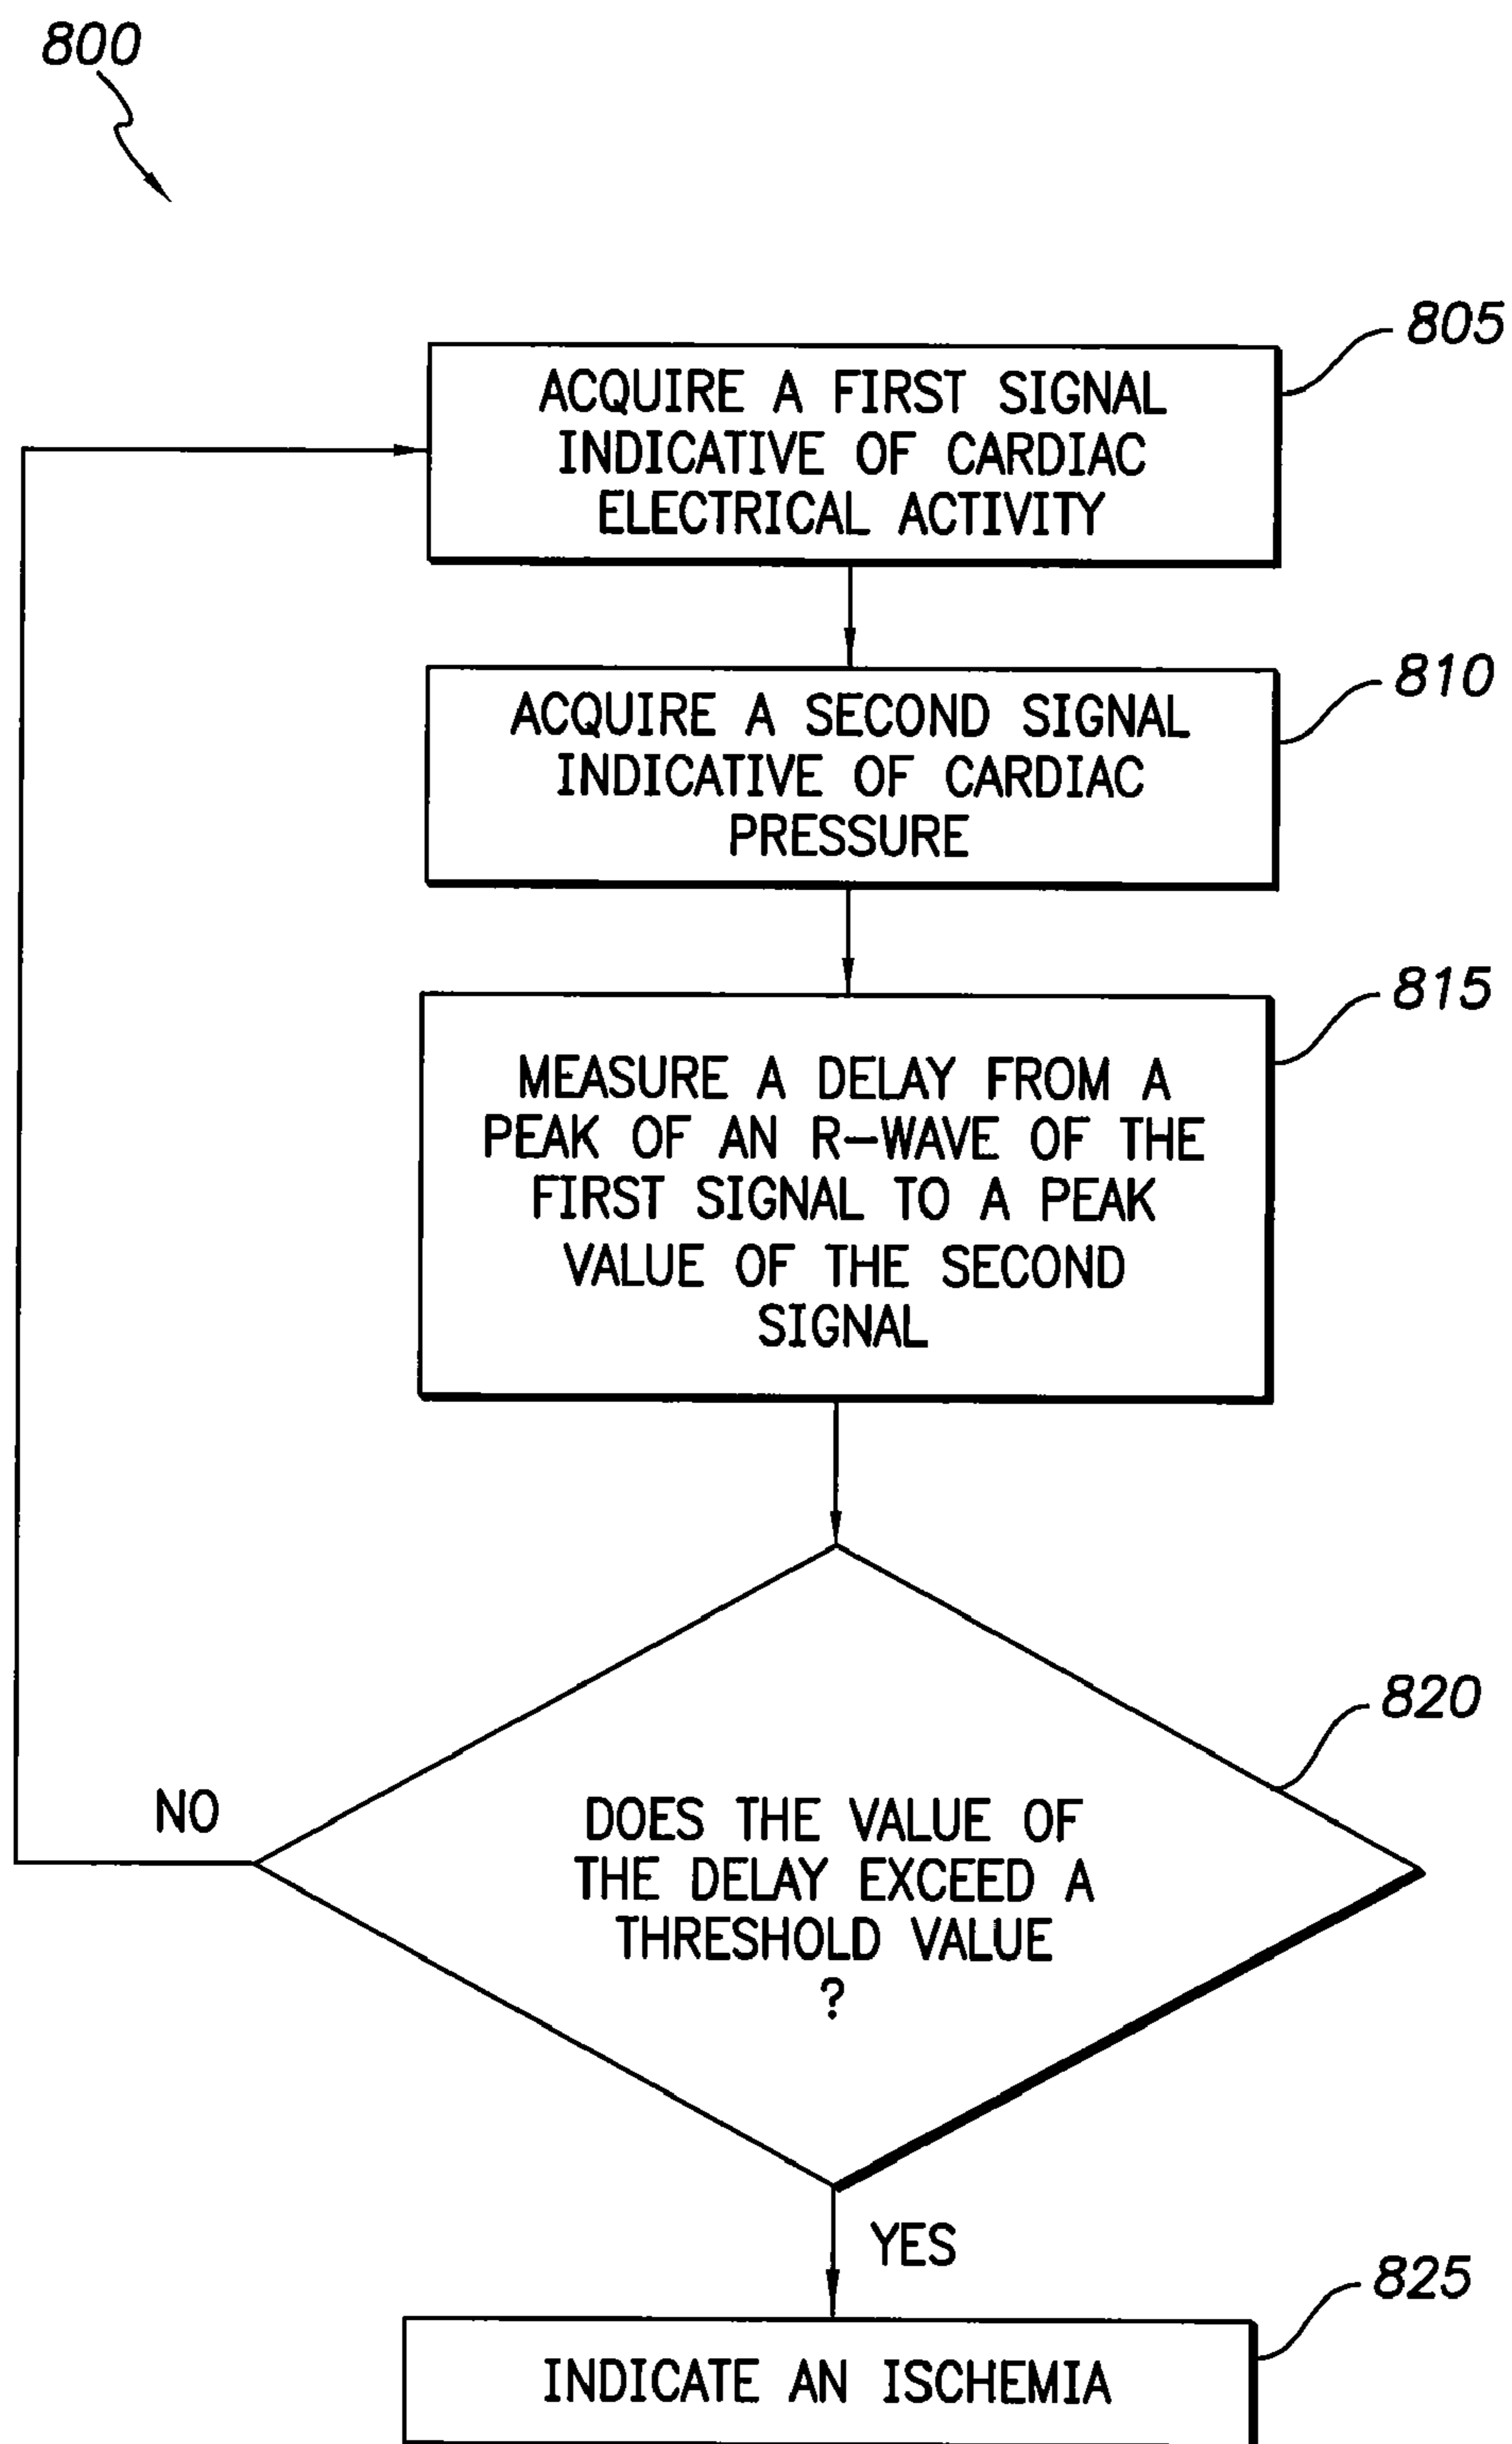 800
805
ACQUIRE A FIRST SIGNAL
INDICATIVE OF CARDIAC
ELECTRICAL ACTIVITY
810
ACQUIRE A SECOND SIGNAL
INDICATIVE OF CARDIAC
PRESSURE
815
MEASURE A DELAY FROM A
PEAK OF AN R-WAVE OF THE
FIRST SIGNAL TO A PEAK
VALUE OF THE SECOND
SIGNAL
820
NO
DOES THE VALUE OF
THE DELAY EXCEED A
THRESHOLD VALUE
?
YES
825
INDICATE AN ISCHEMIA